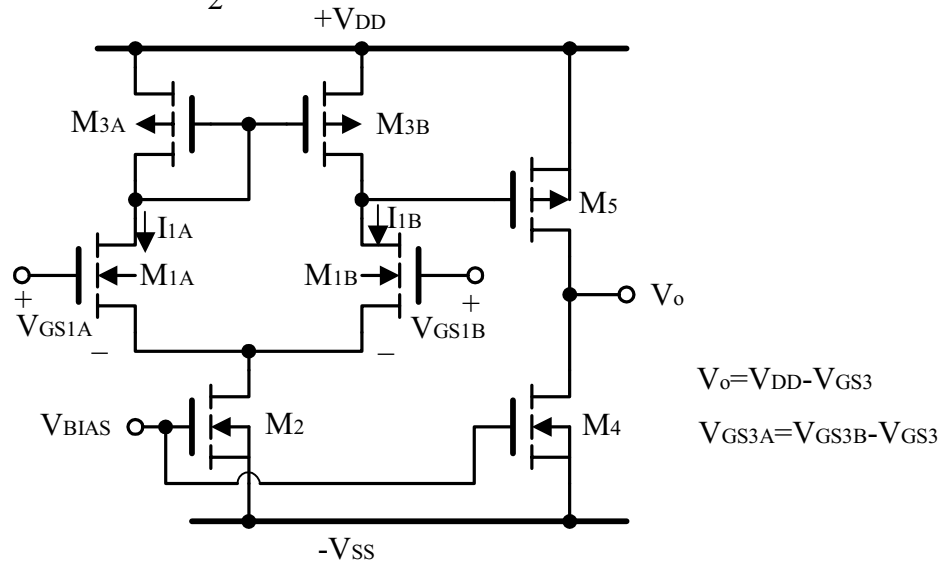 2
+VDD
M3A
M3B
M5
I1A
I1B
M1A
M1B
+
VGS1A
−
+
VGS1B
−
Vo
VBIAS
M2
M4
Vo=VDD-VGS3
VGS3A=VGS3B-VGS3
-VSS